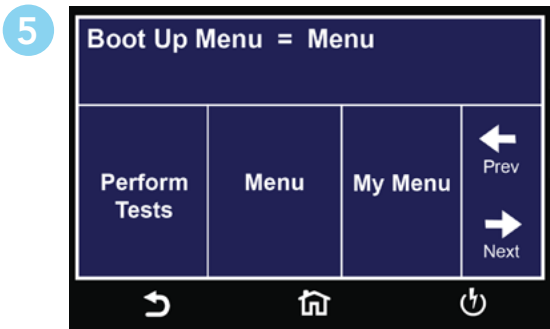 5
Boot Up Menu = Menu
Perform
Tests
Menu
My Menu
Prev
Next